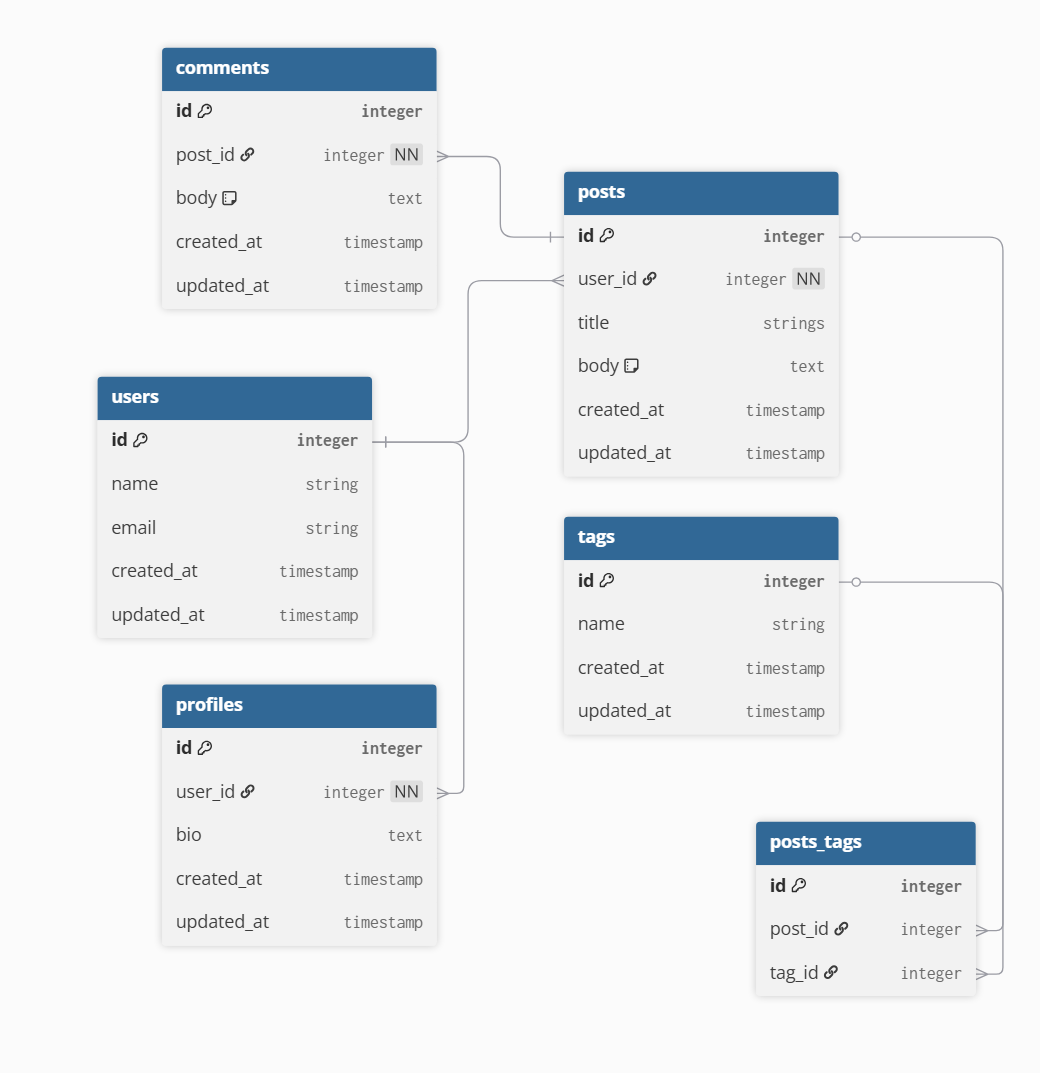 comments
id integer
post_id integer NN
body text
created_at timestamp
updated_at timestamp
posts
id integer
user_id integer NN
title strings
body text
created_at timestamp
updated_at timestamp
users
id integer
name string
email string
created_at timestamp
updated_at timestamp
tags
id integer
name string
created_at timestamp
updated_at timestamp
profiles
id integer
user_id integer NN
bio text
created_at timestamp
updated_at timestamp
posts_tags
id integer
post_id integer
tag_id integer